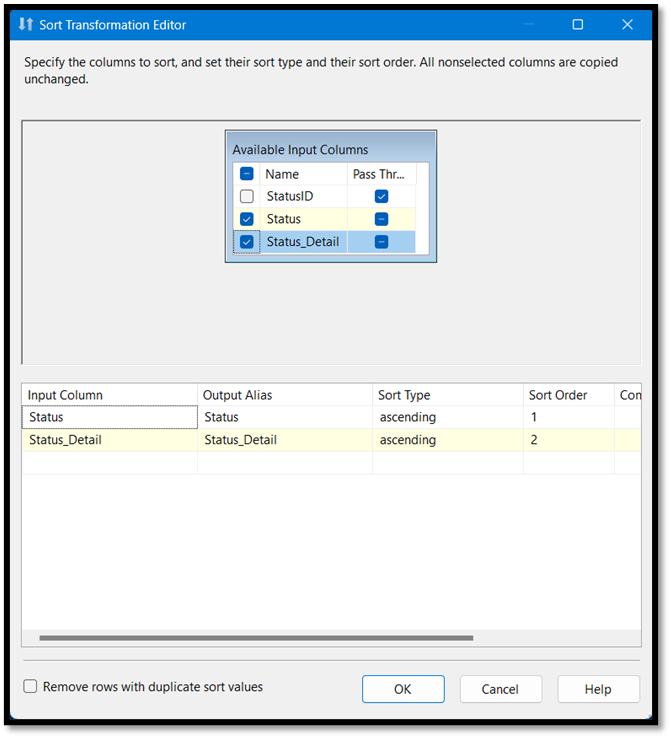 Sort Transformation Editor
Specify the columns to sort, and set their sort type and their sort order. All nonselected columns are copied
unchanged.
Available Input Columns
Name Pass Thr...
StatusID
Status
Status_Detail
Input Column Output Alias Sort Type Sort Order Com
Status Status ascending 1
Status_Detail Status_Detail ascending 2
Remove rows with duplicate sort values OK Cancel Help